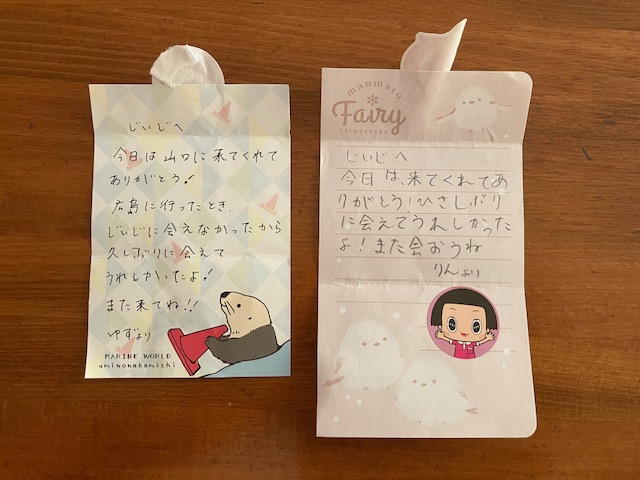 じいじへ
今日は山口に来てくれて
ありがとう!
広島に行ったとき、
じいじに会えなかったから
久しぶりに会えて
うれしかったよ!
また来てね!!
ゆずより
MARINE WORLD
uminonakamichi
manmaru
Fairy
Shimaenaga
じいじへ
今日は、来てくれてあ
りがとう!ひさしぶり
に会えてうれしかった
よ!また会おうね
りんより